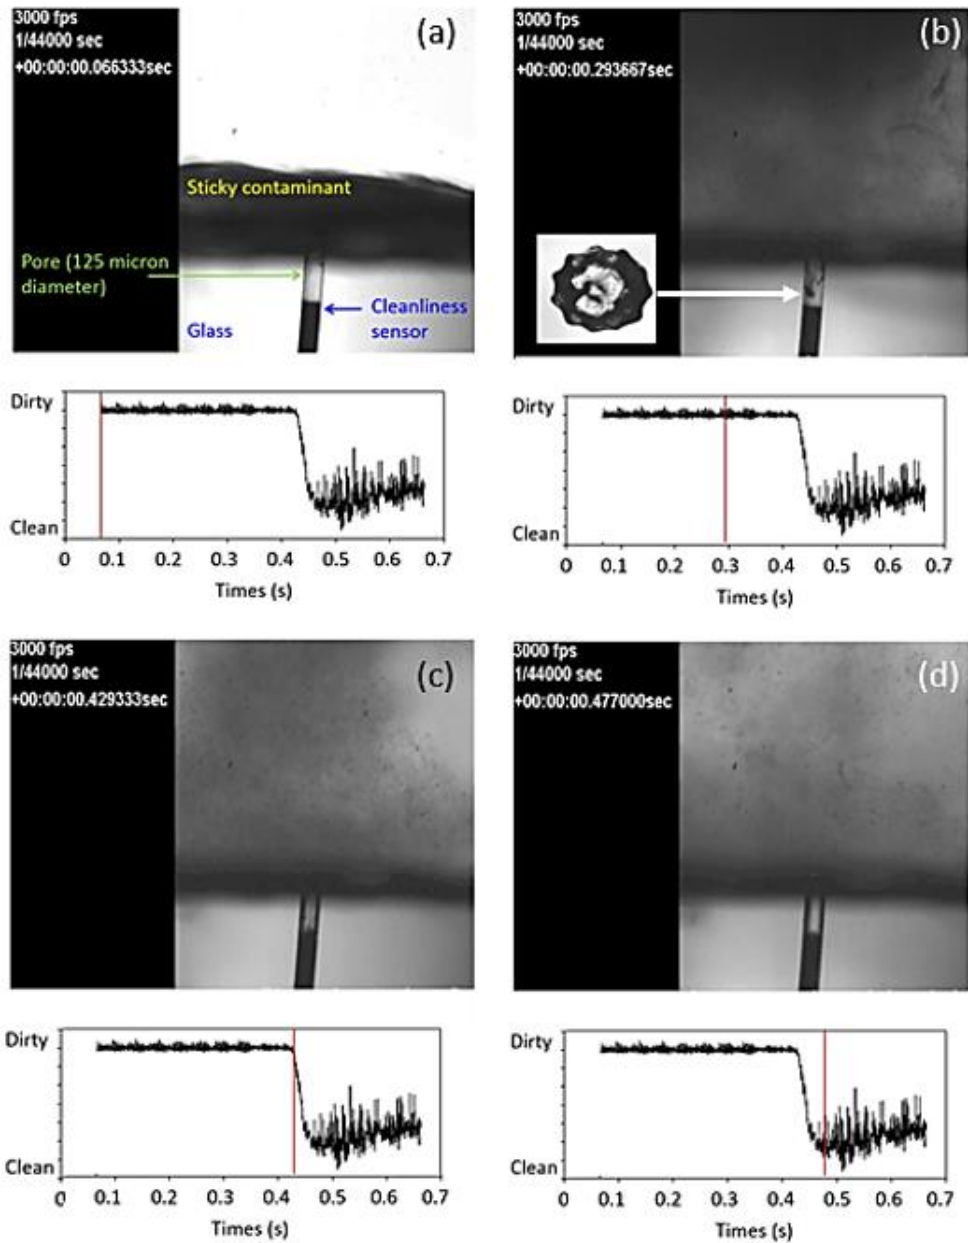 3000 fps
1/44000 sec
+00:00:00.066333sec
(a)
Sticky contaminant
Pore (125 micron
diameter)
Cleanliness
sensor
Glass
Dirty
Clean
0 0.1 0.2 0.3 0.4 0.5 0.6 0.7
Times (s)
3000 fps
1/44000 sec
+00:00:00.293667sec
(b)
Dirty
Clean
0 0.1 0.2 0.3 0.4 0.5 0.6 0.7
Times (s)
3000 fps
1/44000 sec
+00:00:00.429333sec
(c)
Dirty
Clean
0 0.1 0.2 0.3 0.4 0.5 0.6 0.7
Times (s)
3000 fps
1/44000 sec
+00:00:00.477000sec
(d)
Dirty
Clean
0 0.1 0.2 0.3 0.4 0.5 0.6 0.7
Times (s)